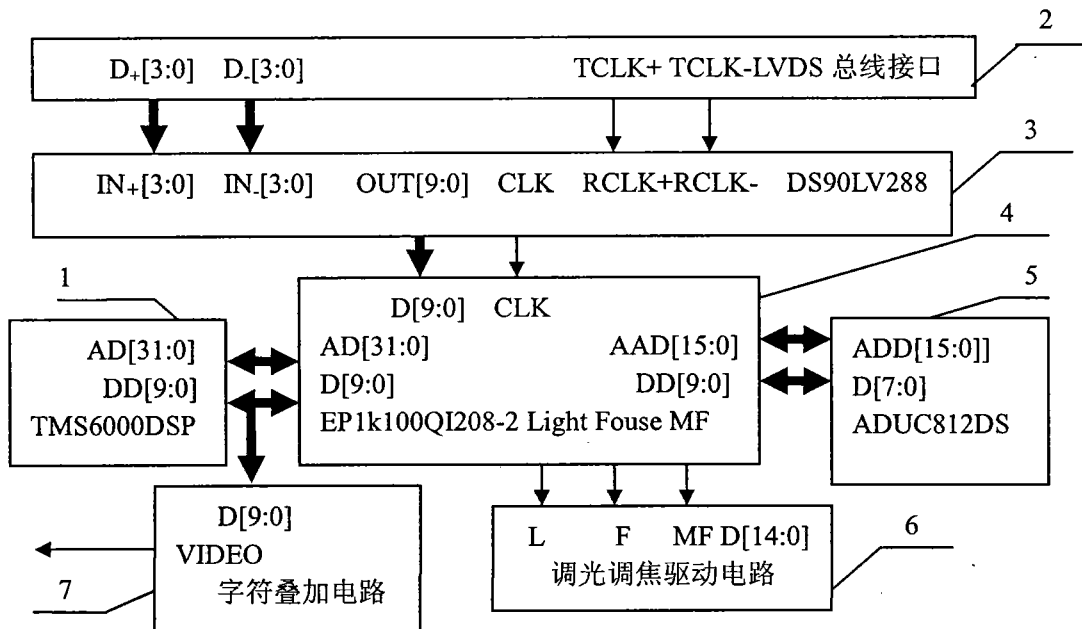 2
D+[3:0] D-[3:0] TCLK+ TCLK-LVDS 总线接口
3
IN+[3:0] IN-[3:0] OUT[9:0] CLK RCLK+RCLK- DS90LV288
4
D[9:0] CLK
AD[31:0] AAD[15:0]
D[9:0] DD[9:0]
EP1k100QI208-2 Light Fouse MF
1
AD[31:0]
DD[9:0]
TMS6000DSP
5
ADD[15:0]]
D[7:0]
ADUC812DS
D[9:0]
VIDEO
字符叠加电路
7
L F MF D[14:0]
调光调焦驱动电路
6